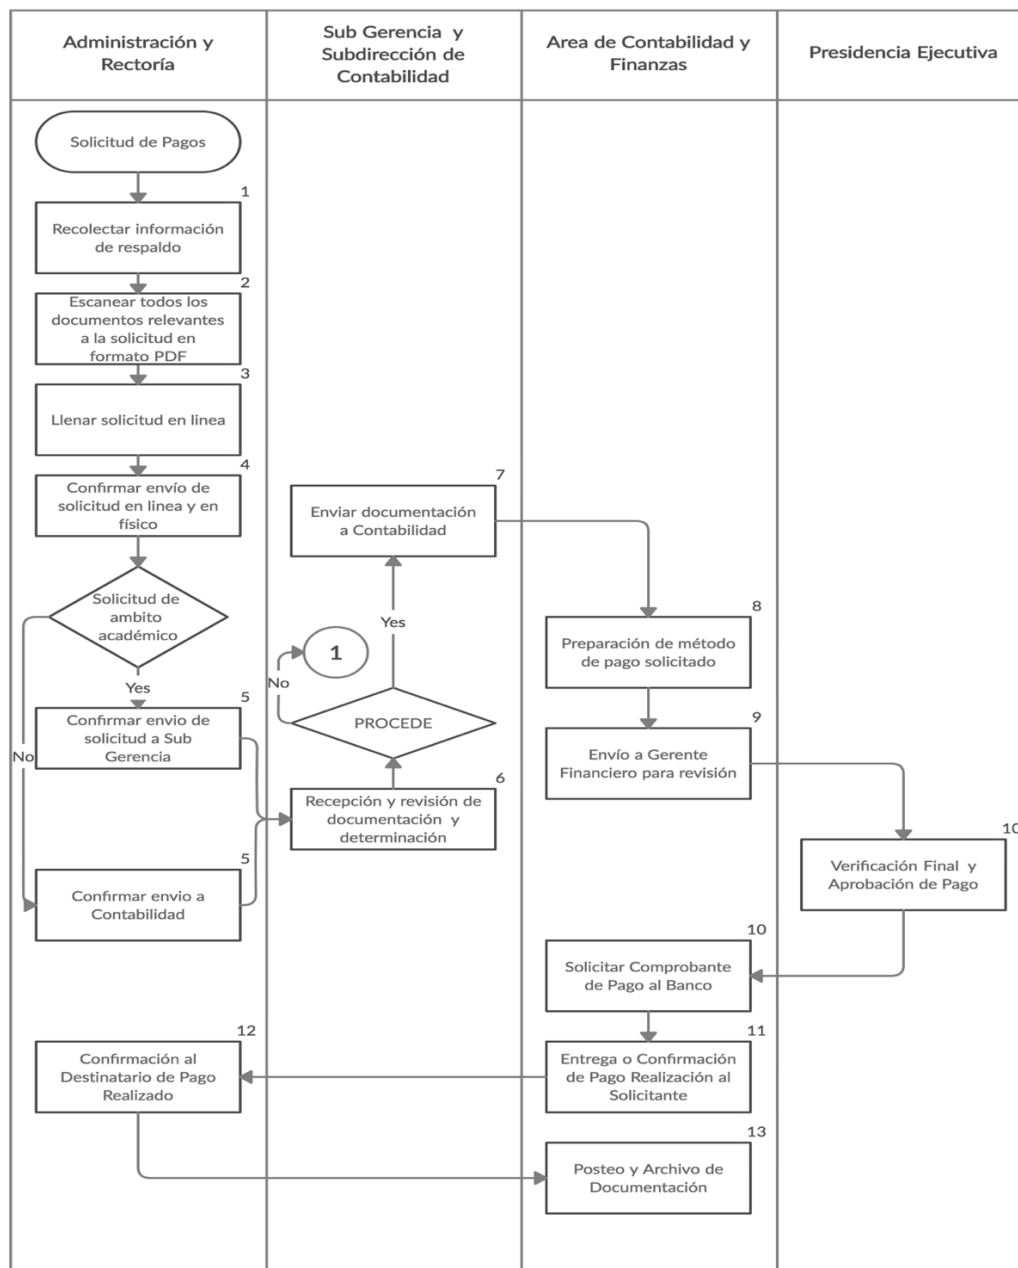 Administración y
Rectoría
Sub Gerencia y
Subdirección de
Contabilidad
Area de Contabilidad y
Finanzas
Presidencia Ejecutiva
Solicitud de Pagos
1
Recolectar información
de respaldo
2
Escanear todos los
documentos relevantes
a la solicitud en
formato PDF
3
Llenar solicitud en linea
4
Confirmar envío de
solicitud en linea y en
físico
Solicitud de
ambito
académico
Yes
No
5
Confirmar envio de
solicitud a Sub
Gerencia
5
Confirmar envio a
Contabilidad
6
Recepción y revisión de
documentación y
determinación
PROCEDE
No
1
Yes
7
Enviar documentación
a Contabilidad
8
Preparación de método
de pago solicitado
9
Envío a Gerente
Financiero para revisión
10
Verificación Final y
Aprobación de Pago
10
Solicitar Comprobante
de Pago al Banco
11
Entrega o Confirmación
de Pago Realización al
Solicitante
12
Confirmación al
Destinatario de Pago
Realizado
13
Posteo y Archivo de
Documentación